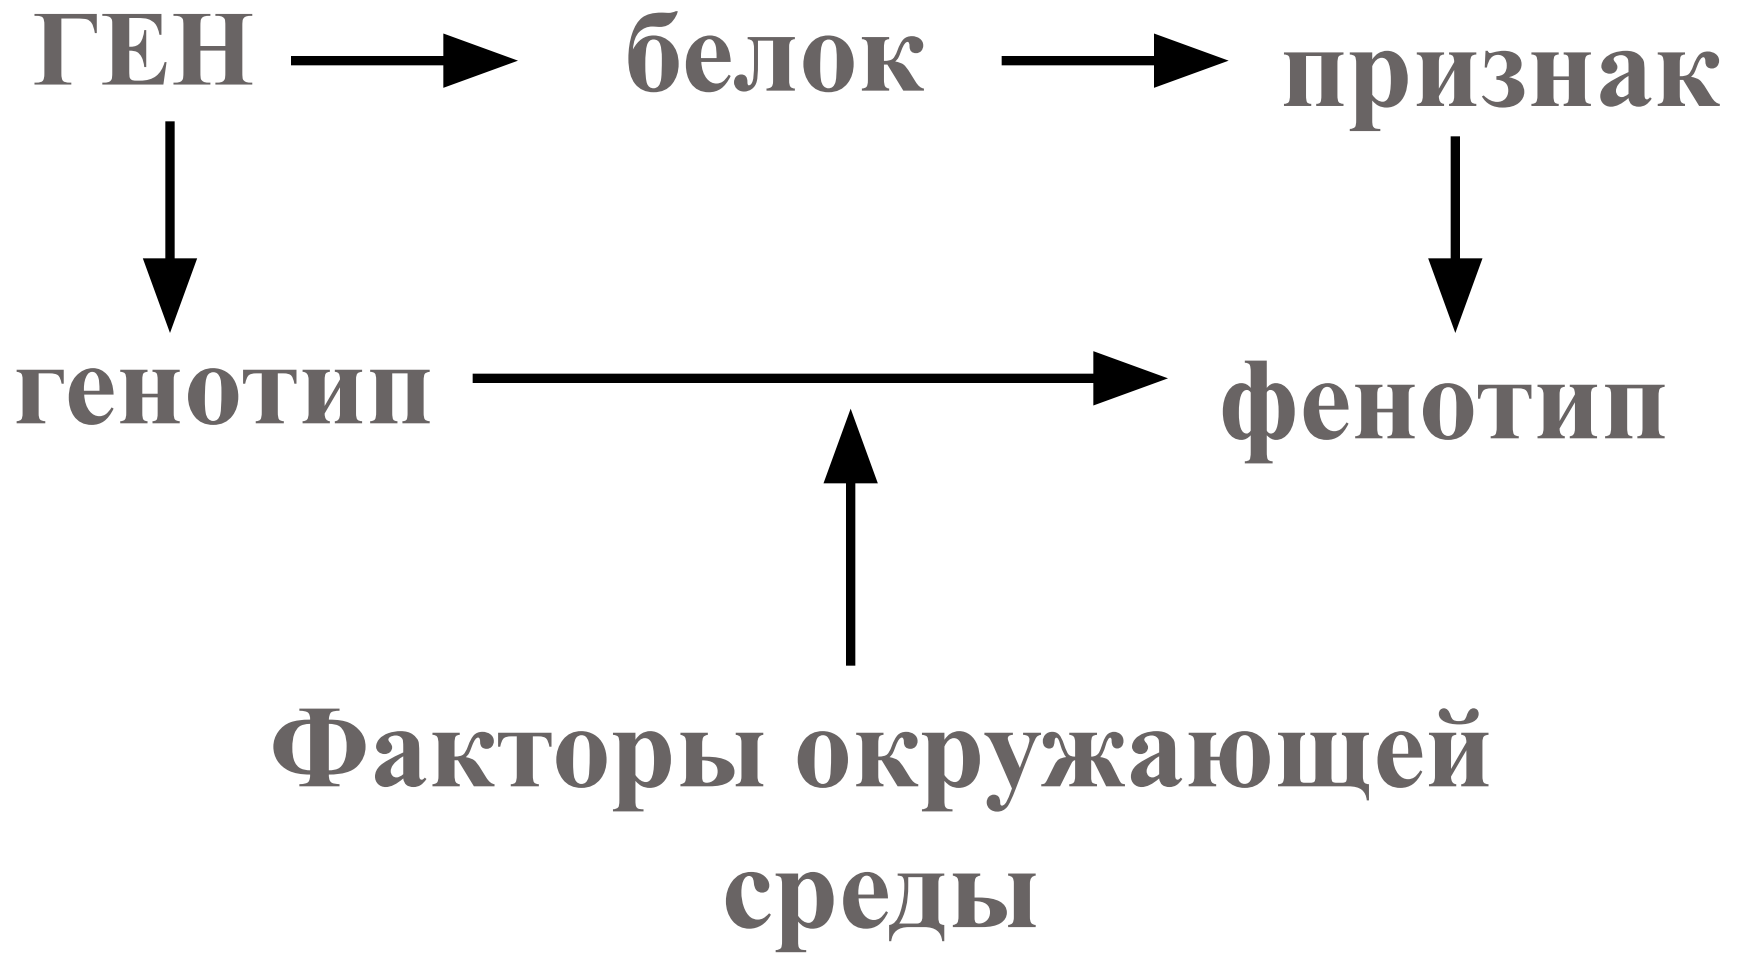 ГЕН белок признак
генотип фенотип
Факторы окружающей
среды